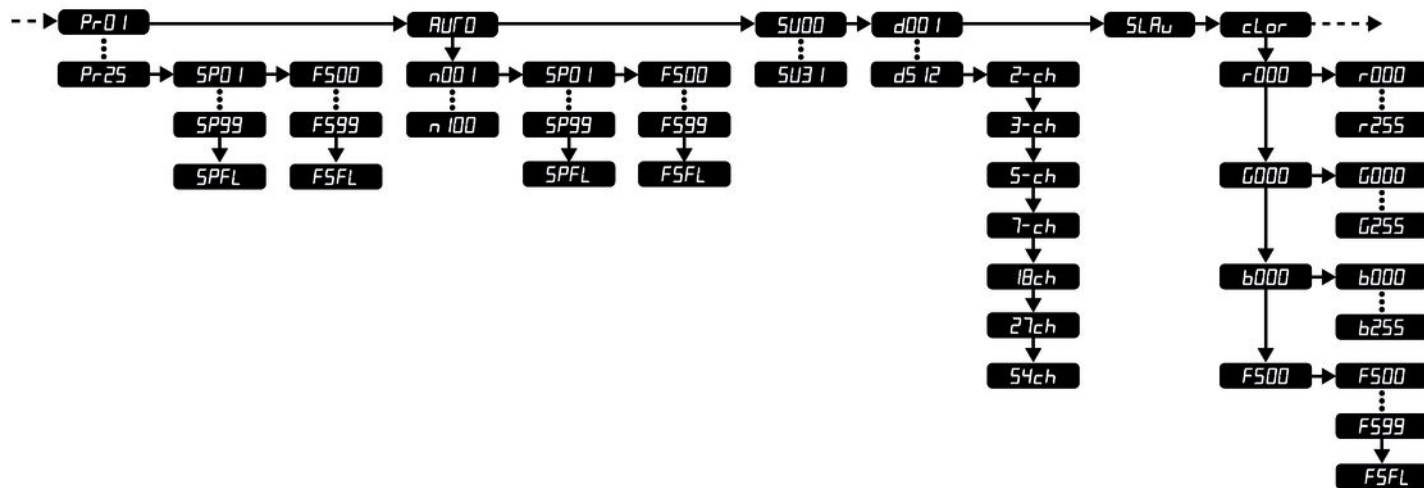 Pr01 AUTO SU00 d001 SLAv cLor
Pr25 SP01 FS00 n001 SP01 FS00 SU31 d512 2-ch r000 r000
SP99 FS99 n100 SP99 FS99 3-ch r255
SPFL FSFL SPFL FSFL 5-ch G000 G000
7-ch G255
18ch b000 b000
27ch b255
54ch FS00 FS00
FS99
FSFL